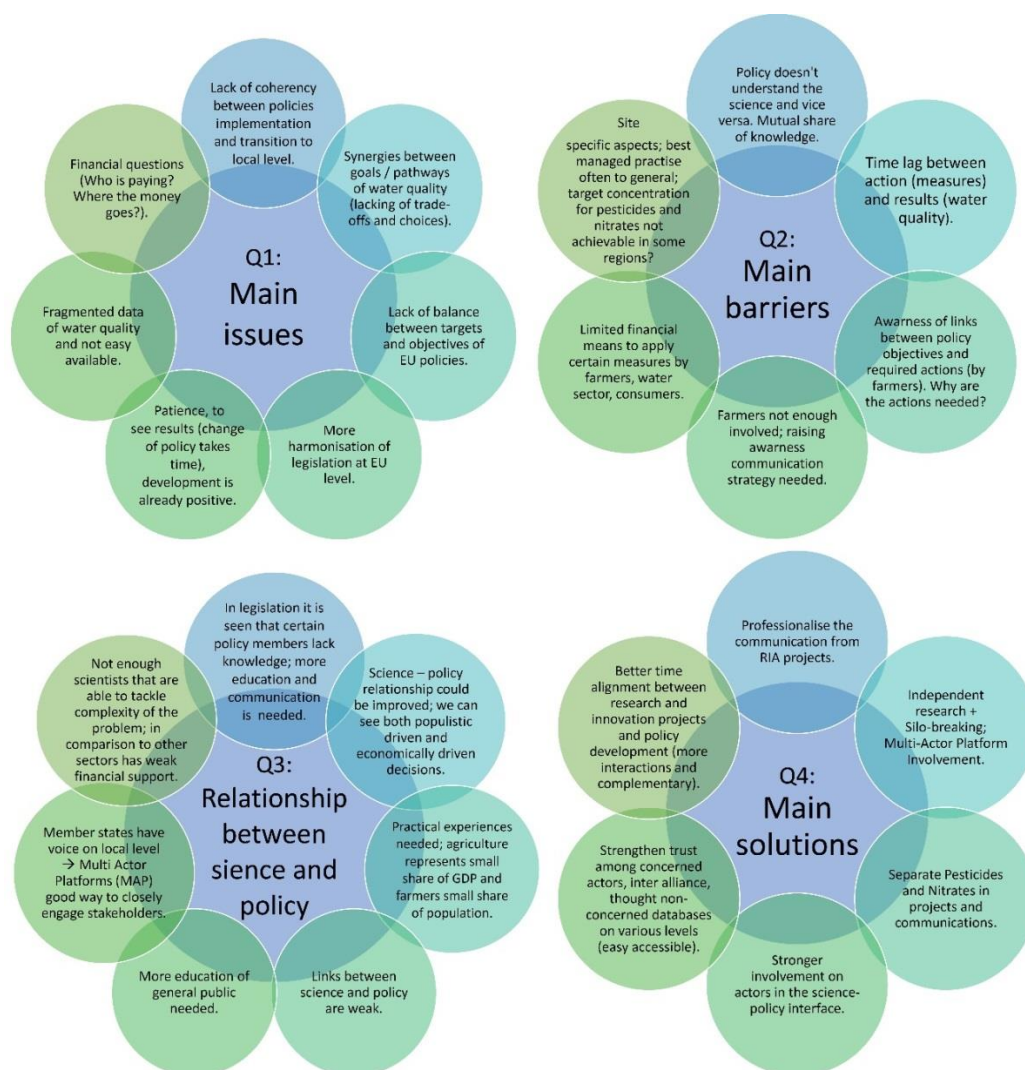 Q1:
Main
issues
Lack of coherency
between policies
implementation
and transition to
local level.
Synergies between
goals / pathways
of water quality
(lacking of trade-
offs and choices).
Lack of balance
between targets
and objectives of
EU policies.
More
harmonisation of
legislation at EU
level.
Patience, to
see results (change
of policy takes
time),
development is
already positive.
Fragmented data
of water quality
and not easy
available.
Financial questions
(Who is paying?
Where the money
goes?).
Q2:
Main
barriers
Policy doesn't
understand the
science and vice
versa. Mutual share
of knowledge.
Time lag between
action (measures)
and results (water
quality).
Awarness of links
between policy
objectives and
required actions (by
farmers). Why are
the actions needed?
Farmers not enough
involved; raising
awarness
communication
strategy needed.
Limited financial
means to apply
certain measures by
farmers, water
sector, consumers.
Site
specific aspects; best
managed practise
often to general;
target concentration
for pesticides and
nitrates not
achievable in some
regions?
Q3:
Relationship
between
sience and
policy
In legislation it is
seen that certain
policy members lack
knowledge; more
education and
communication
is needed.
Science – policy
relationship could
be improved; we can
see both populistic
driven and
economically driven
decisions.
Practical experiences
needed; agriculture
represents small
share of GDP and
farmers small share
of population.
Links between
science and policy
are weak.
More education of
general public
needed.
Member states have
voice on local level
→ Multi Actor
Platforms (MAP)
good way to closely
engage stakeholders.
Not enough
scientists that are
able to tackle
complexity of the
problem; in
comparison to other
sectors has weak
financial support.
Q4:
Main
solutions
Professionalise the
communication from
RIA projects.
Independent
research +
Silo-breaking;
Multi-Actor Platform
Involvement.
Separate Pesticides
and Nitrates in
projects and
communications.
Stronger
involvement on
actors in the science-
policy interface.
Strengthen trust
among concerned
actors, inter alliance,
thought non-
concerned databases
on various levels
(easy accessible).
Better time
alignment between
research and
innovation projects
and policy
development (more
interactions and
complementary).